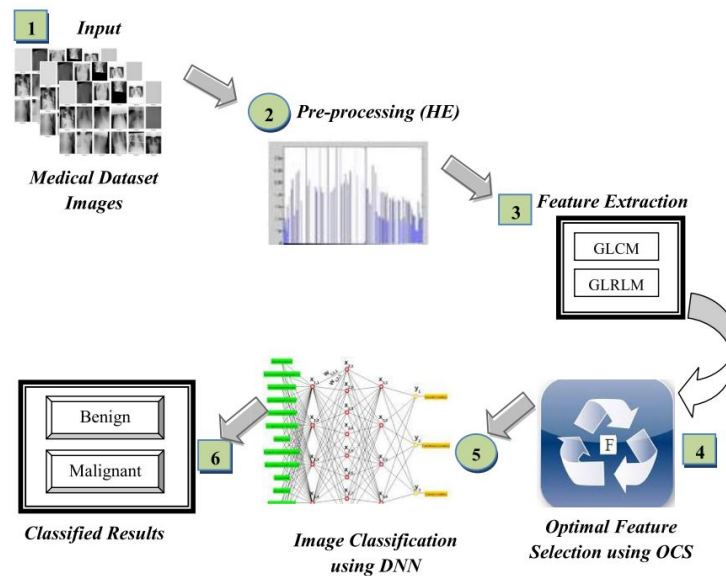 1
Input
Medical Dataset
Images
2
Pre-processing (HE)
3
Feature Extraction
GLCM
GLRLM
4
F
Optimal Feature
Selection using OCS
5
Image Classification
using DNN
6
Benign
Malignant
Classified Results